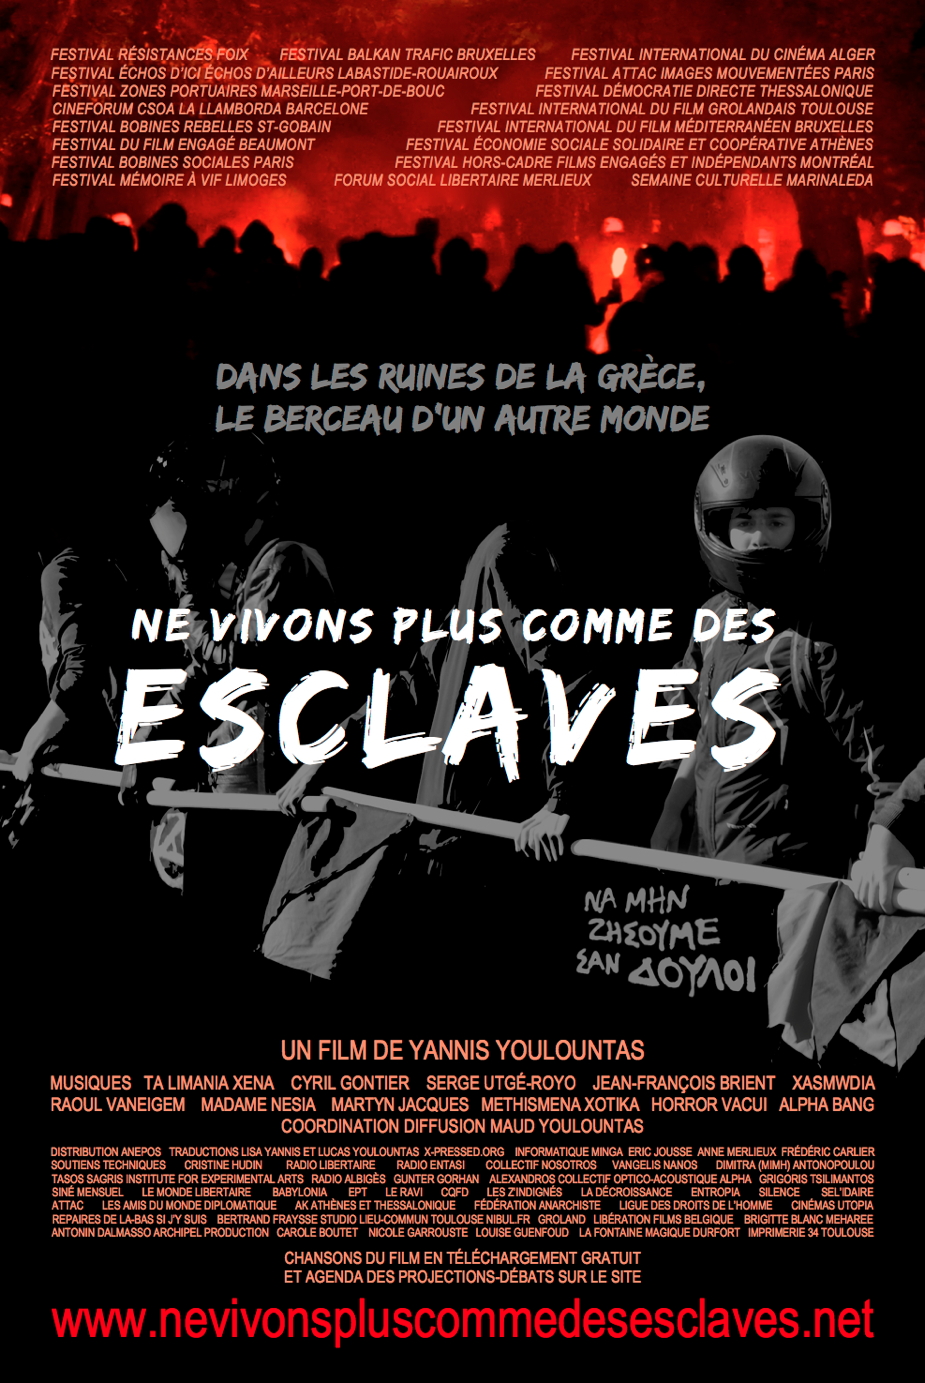 FESTIVAL RÉSISTANCES FOIX FESTIVAL BALKAN TRAFIC BRUXELLES FESTIVAL INTERNATIONAL DU CINÉMA ALGER
FESTIVAL ÉCHOS D'ICI ÉCHOS D'AILLEURS LABASTIDE-ROUAIROUX FESTIVAL ATTAC IMAGES MOUVEMENTÉES PARIS
FESTIVAL ZONES PORTUAIRES MARSEILLE-PORT-DE-BOUC FESTIVAL DÉMOCRATIE DIRECTE THESSALONIQUE
CINEFORUM CSOA LA LLAMBORDA BARCELONE FESTIVAL INTERNATIONAL DU FILM GROLANDAIS TOULOUSE
FESTIVAL BOBINES REBELLES ST-GOBAIN FESTIVAL INTERNATIONAL DU FILM MÉDITERRANÉEN BRUXELLES
FESTIVAL DU FILM ENGAGÉ BEAUMONT FESTIVAL ÉCONOMIE SOCIALE SOLIDAIRE ET COOPÉRATIVE ATHÈNES
FESTIVAL BOBINES SOCIALES PARIS FESTIVAL HORS-CADRE FILMS ENGAGÉS ET INDÉPENDANTS MONTRÉAL
FESTIVAL MÉMOIRE À VIF LIMOGES FORUM SOCIAL LIBERTAIRE MERLIEUX SEMAINE CULTURELLE MARINALEDA
DANS LES RUINES DE LA GRÈCE,
LE BERCEAU D'UN AUTRE MONDE
NE VIVONS PLUS COMME DES
ESCLAVES
ΝΑ ΜΗΝ
ΖΗΣΟΥΜΕ
ΣΑΝ ΔΟΥΛΟΙ
UN FILM DE YANNIS YOULOUNTAS
MUSIQUES TA LIMANIA XENA CYRIL GONTIER SERGE UTGÉ-ROYO JEAN-FRANÇOIS BRIENT XASMWDIA
RAOUL VANEIGEM MADAME NESIA MARTYN JACQUES METHISMENA XOTIKA HORROR VACUI ALPHA BANG
COORDINATION DIFFUSION MAUD YOULOUNTAS
DISTRIBUTION ANEPOS TRADUCTIONS LISA YANNIS ET LUCAS YOULOUNTAS X-PRESSED.ORG INFORMATIQUE MINGA ERIC JOUSSE ANNE MERLIEUX FRÉDÉRIC CARLIER
SOUTIENS TECHNIQUES CRISTINE HUDIN RADIO LIBERTAIRE RADIO ENTASI COLLECTIF NOSOTROS VANGELIS NANOS DIMITRA (MIMH) ANTONOPOULOU
TASOS SAGRIS INSTITUTE FOR EXPERIMENTAL ARTS RADIO ALBIGÈS GUNTER GORHAN ALEXANDROS COLLECTIF OPTICO-ACOUSTIQUE ALPHA GRIGORIS TSILIMANTOS
SINÉ MENSUEL LE MONDE LIBERTAIRE BABYLONIA EPT LE RAVI CQFD LES Z'INDIGNÉS LA DÉCROISSANCE ENTROPIA SILENCE SEL'IDAIRE
ATTAC LES AMIS DU MONDE DIPLOMATIQUE AK ATHÈNES ET THESSALONIQUE FÉDÉRATION ANARCHISTE LIGUE DES DROITS DE L'HOMME CINÉMAS UTOPIA
REPAIRES DE LA-BAS SI J'Y SUIS BERTRAND FRAYSSE STUDIO LIEU-COMMUN TOULOUSE NIBUL.FR GROLAND LIBÉRATION FILMS BELGIQUE BRIGITTE BLANC MEHAREE
ANTONIN DALMASSO ARCHIPEL PRODUCTION CAROLE BOUTET NICOLE GARROUSTE LOUISE GUENFOUD LA FONTAINE MAGIQUE DURFORT IMPRIMERIE 34 TOULOUSE
CHANSONS DU FILM EN TÉLÉCHARGEMENT GRATUIT
ET AGENDA DES PROJECTIONS-DÉBATS SUR LE SITE
www.nevivonspluscommedesesclaves.net